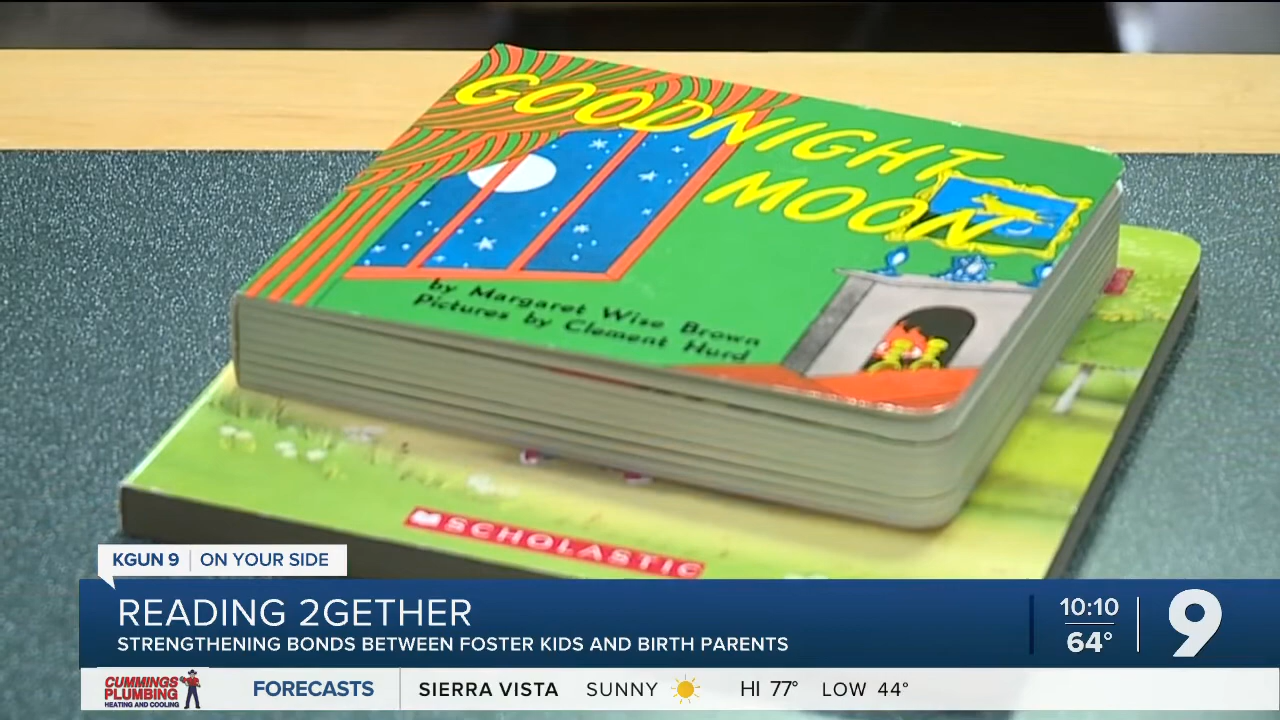 GOODNIGHT
MOON
by Margaret Wise Brown
Pictures by Clement Hurd
SCHOLASTIC
KGUN 9 | ON YOUR SIDE
READING 2GETHER
STRENGTHENING BONDS BETWEEN FOSTER KIDS AND BIRTH PARENTS
10:10
64°
9
CUMMINGS
PLUMBING
HEATING AND COOLING
FORECASTS
SIERRA VISTA SUNNY HI 77° LOW 44°